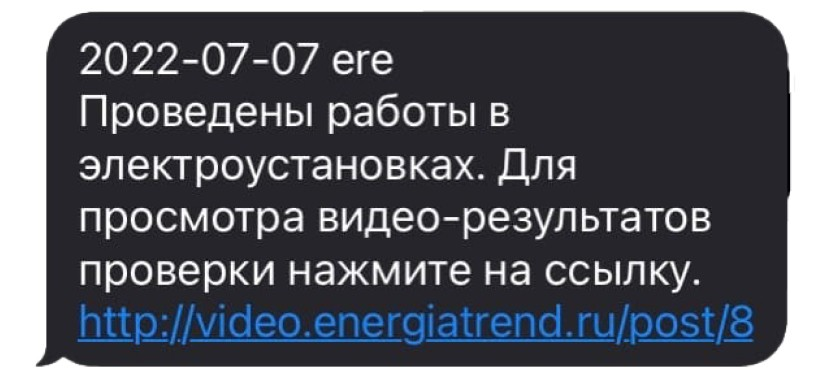 2022-07-07 ere
Проведены работы в
электроустановках. Для
просмотра видео-результатов
проверки нажмите на ссылку.
http://video.energiatrend.ru/post/8